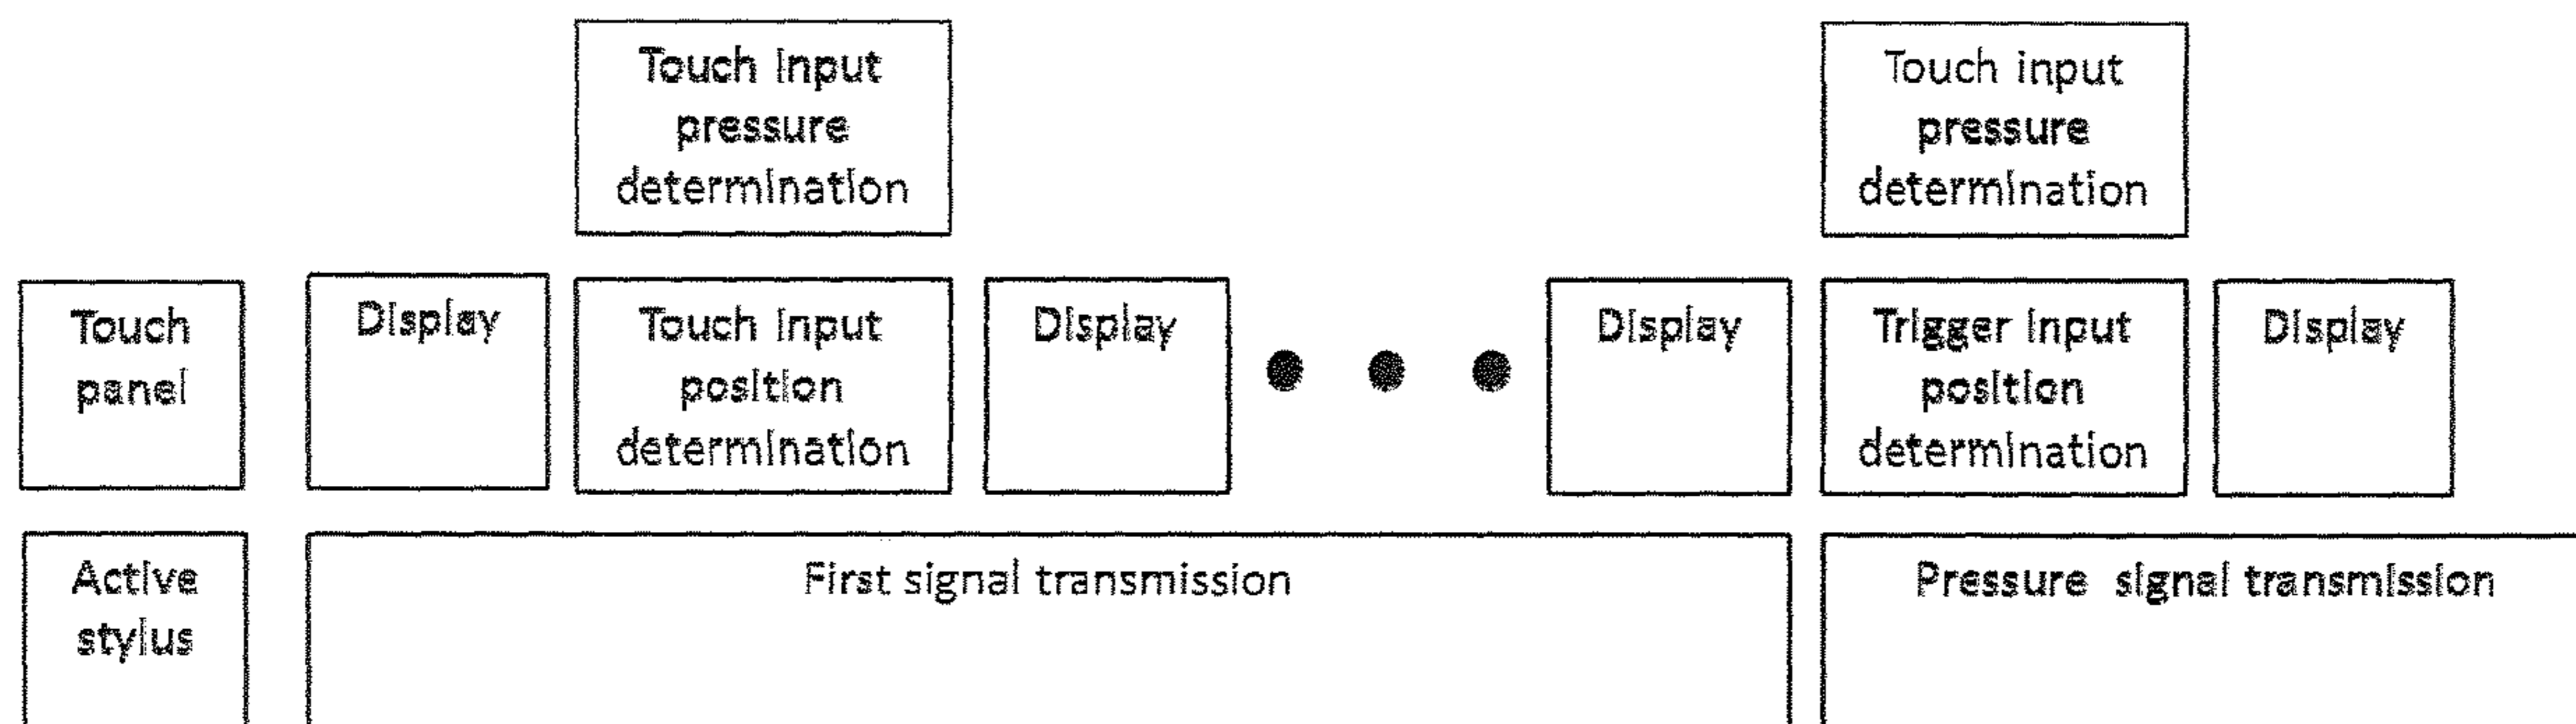 Touch input
pressure
determination
Touch input
pressure
determination
Touch
panel
Display
Touch input
position
determination
Display
Display
Trigger input
position
determination
Display
Active
stylus
First signal transmission
Pressure signal transmission